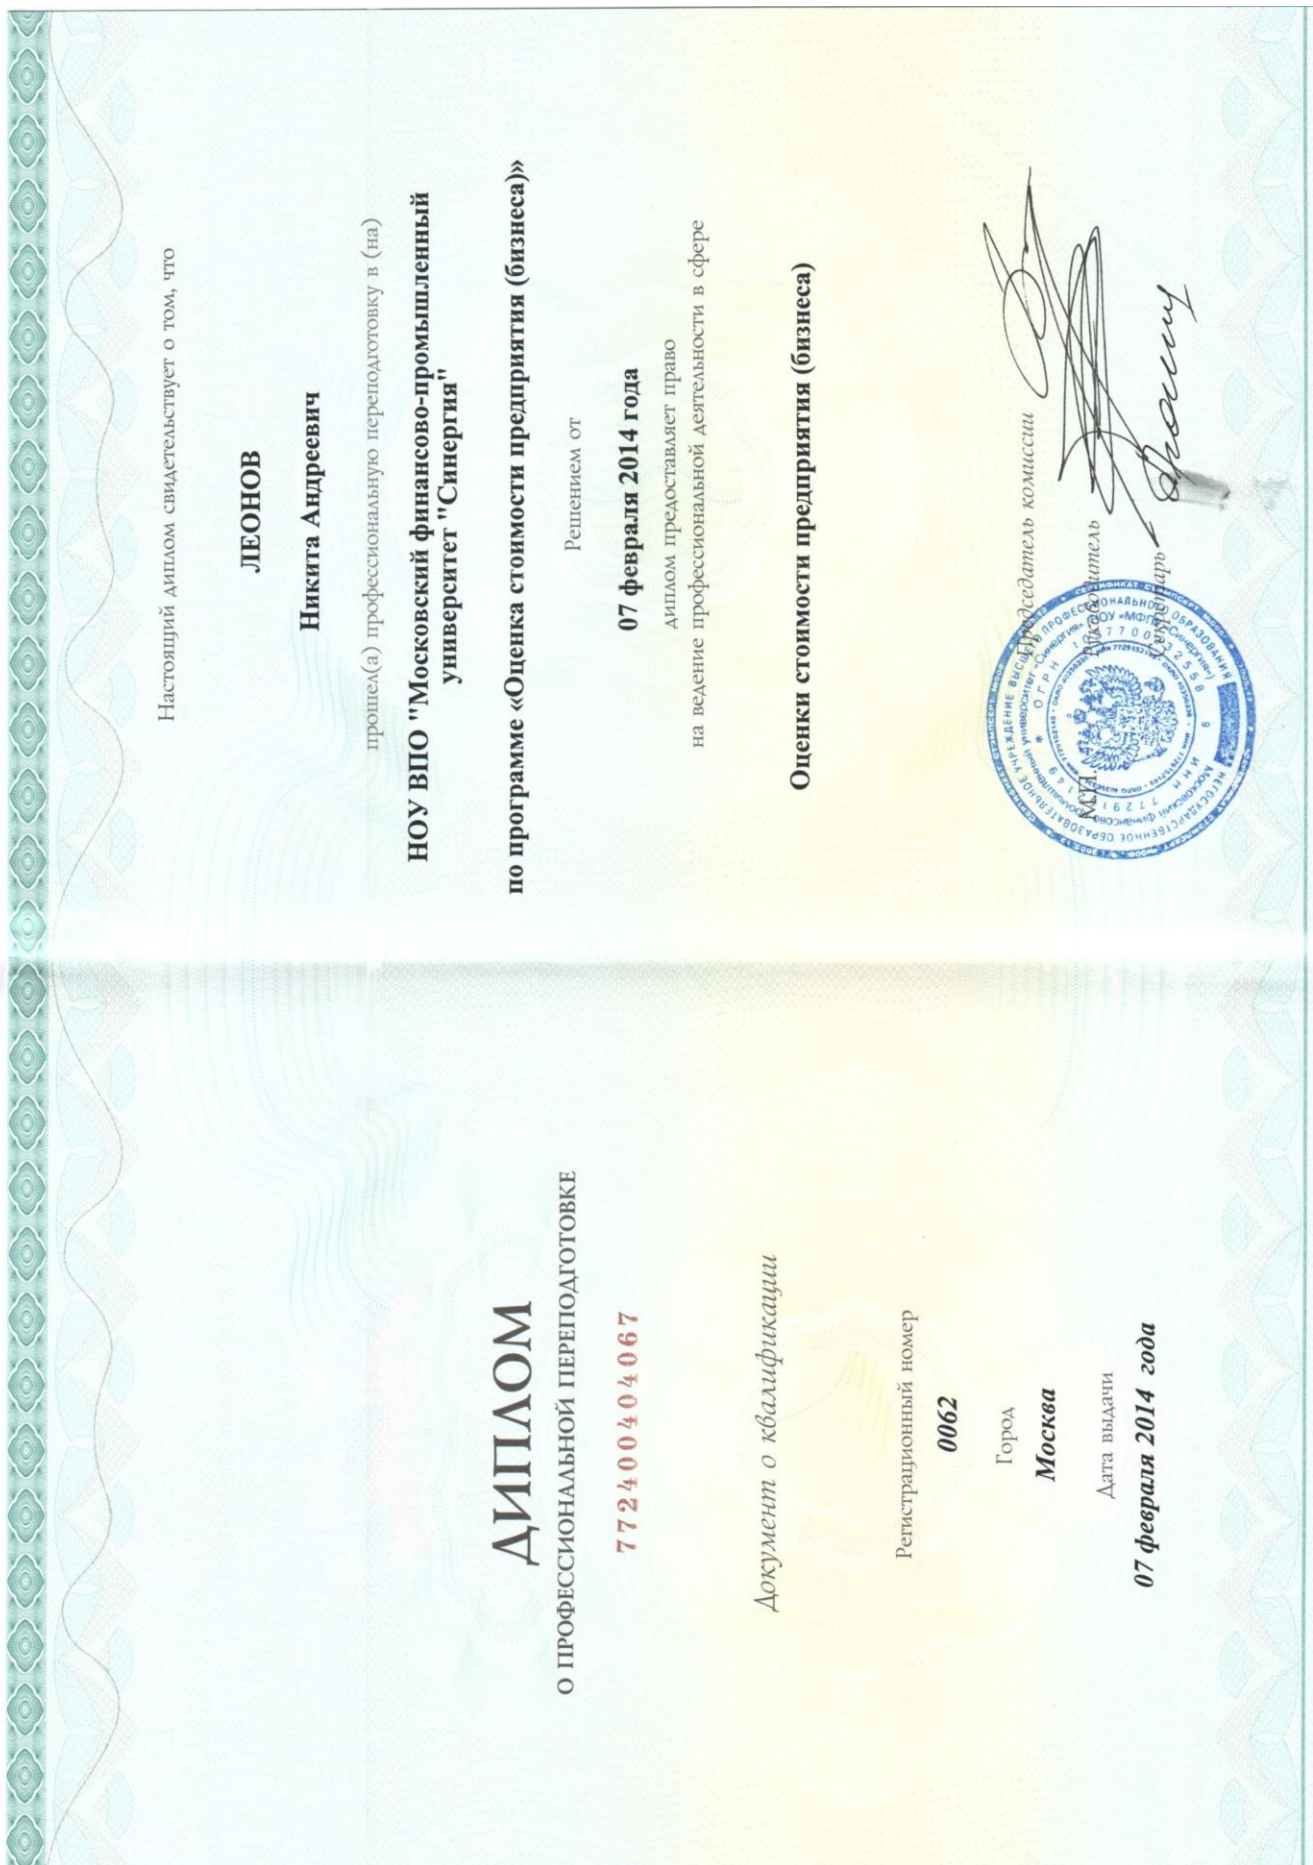 ДИПЛОМ
О ПРОФЕССИОНАЛЬНОЙ ПЕРЕПОДГОТОВКЕ
772400404067
Документ о квалификации
Регистрационный номер
0062
Город
Москва
Дата выдачи
07 февраля 2014 года
Настоящий диплом свидетельствует о том, что
ЛЕОНОВ
Никита Андреевич
прошел(а) профессиональную переподготовку в (на)
НОУ ВПО "Московский финансово-промышленный
университет "Синергия"
по программе «Оценка стоимости предприятия (бизнеса)»
Решением от
07 февраля 2014 года
диплом предоставляет право
на ведение профессиональной деятельности в сфере
Оценки стоимости предприятия (бизнеса)
Председатель комиссии
М.П. Руководитель
Секретарь